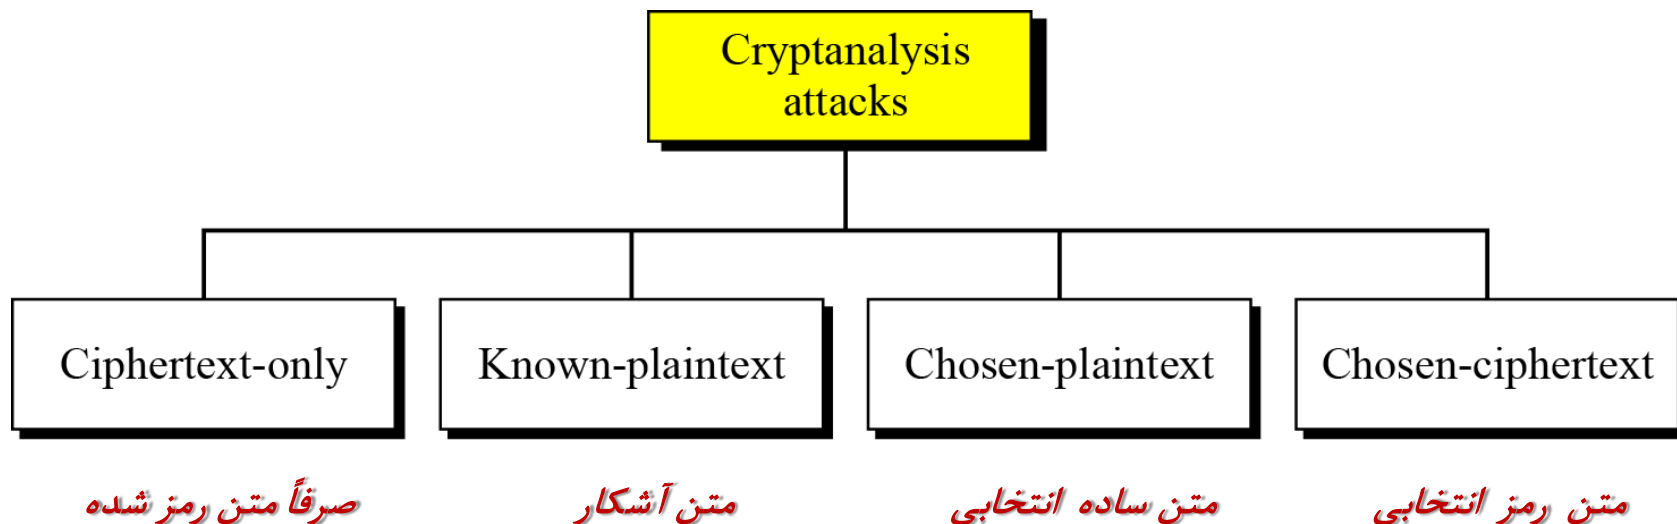 Cryptanalysis
attacks
Ciphertext-only
Known-plaintext
Chosen-plaintext
Chosen-ciphertext
صرفاً متن رمز شده
متن آشکار
متن ساده انتخابی
متن رمز انتخابی